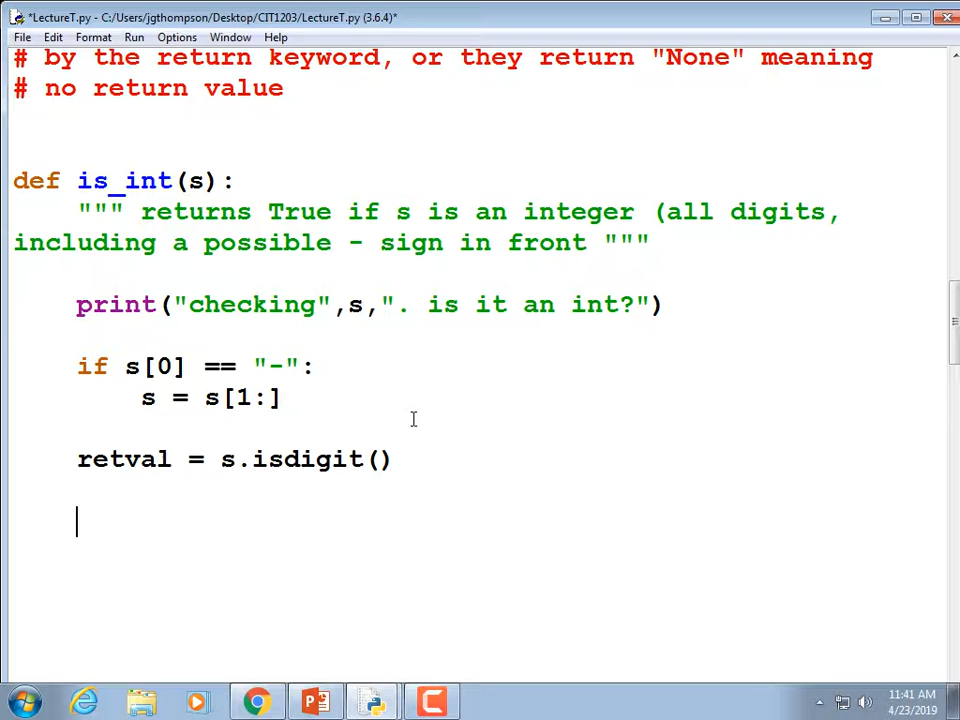 *LectureT.py - C:/Users/jgthompson/Desktop/CIT1203/LectureT.py (3.6.4)*
File Edit Format Run Options Window Help
# by the return keyword, or they return "None" meaning
# no return value
def is_int(s):
    """ returns True if s is an integer (all digits,
including a possible - sign in front """
    print("checking",s,". is it an int?")
    if s[0] == "-":
        s = s[1:]
    retval = s.isdigit()
11:41 AM
4/23/2019